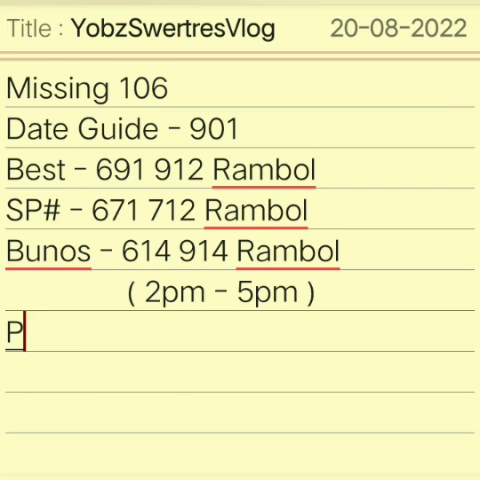 Title : YobzSwertresVlog 20-08-2022
Missing 106
Date Guide - 901
Best - 691 912 Rambol
SP# - 671 712 Rambol
Bunos - 614 914 Rambol
( 2pm - 5pm )
P